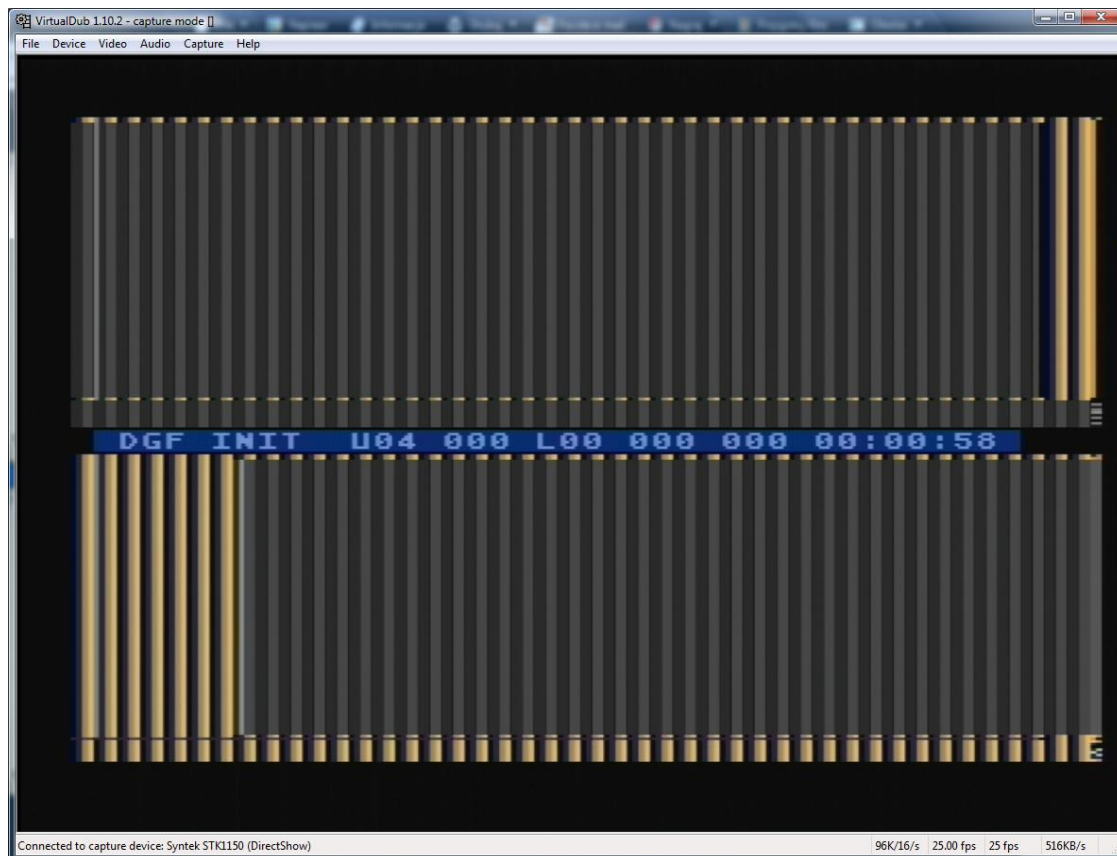 VirtualDub 1.10.2 - capture mode []
File Device Video Audio Capture Help
DGF INIT U04 000 L00 000 000 00:00:58
Connected to capture device: Syntek STK1150 (DirectShow) 96K/16/s 25.00 fps 25 fps 516KB/s